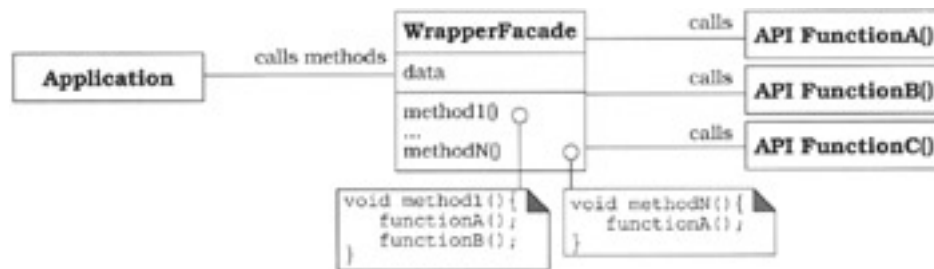 WrapperFacade
calls
API FunctionA()
calls methods
Application
data
calls
API FunctionB()
method1()
...
methodN()
calls
API FunctionC()
void method1(){
functionA();
functionB();
}
void methodN(){
functionA();
}